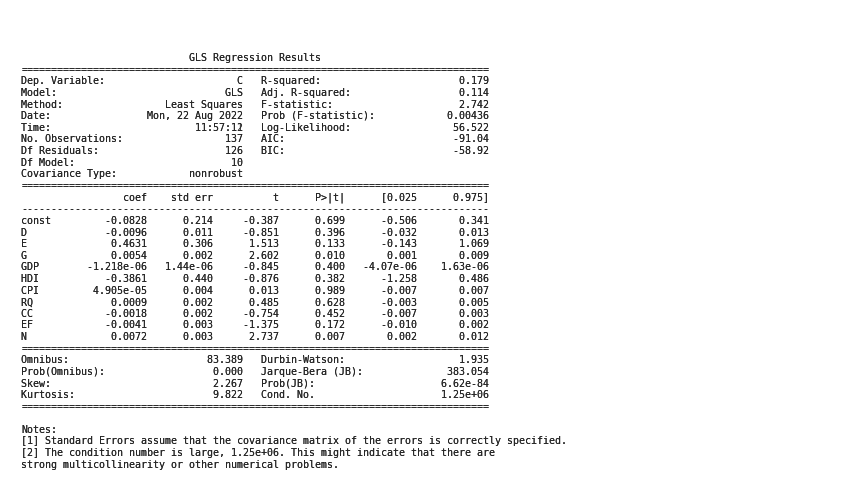 GLS Regression Results
==============================================================================
Dep. Variable: C R-squared: 0.179
Model: GLS Adj. R-squared: 0.114
Method: Least Squares F-statistic: 2.742
Date: Mon, 22 Aug 2022 Prob (F-statistic): 0.00436
Time: 11:57:12 Log-Likelihood: 56.522
No. Observations: 137 AIC: -91.04
Df Residuals: 126 BIC: -58.92
Df Model: 10
Covariance Type: nonrobust
==============================================================================
coef std err t P>|t| [0.025 0.975]
------------------------------------------------------------------------------
const -0.0828 0.214 -0.387 0.699 -0.506 0.341
D -0.0096 0.011 -0.851 0.396 -0.032 0.013
E 0.4631 0.306 1.513 0.133 -0.143 1.069
G 0.0054 0.002 2.602 0.010 0.001 0.009
GDP -1.218e-06 1.44e-06 -0.845 0.400 -4.07e-06 1.63e-06
HDI -0.3861 0.440 -0.876 0.382 -1.258 0.486
CPI 4.905e-05 0.004 0.013 0.989 -0.007 0.007
RQ 0.0009 0.002 0.485 0.628 -0.003 0.005
CC -0.0018 0.002 -0.754 0.452 -0.007 0.003
EF -0.0041 0.003 -1.375 0.172 -0.010 0.002
N 0.0072 0.003 2.737 0.007 0.002 0.012
==============================================================================
Omnibus: 83.389 Durbin-Watson: 1.935
Prob(Omnibus): 0.000 Jarque-Bera (JB): 383.054
Skew: 2.267 Prob(JB): 6.62e-84
Kurtosis: 9.822 Cond. No. 1.25e+06
==============================================================================
Notes:
[1] Standard Errors assume that the covariance matrix of the errors is correctly specified.
[2] The condition number is large, 1.25e+06. This might indicate that there are
strong multicollinearity or other numerical problems.